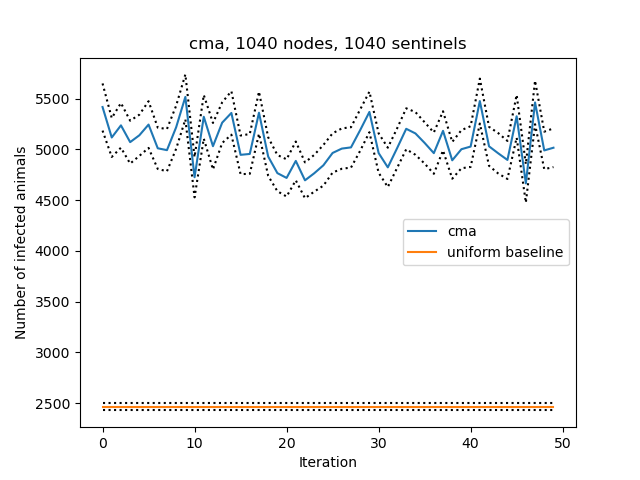 cma, 1040 nodes, 1040 sentinels
Number of infected animals
5500
5000
4500
4000
3500
3000
2500
cma
uniform baseline
0 10 20 30 40 50
Iteration